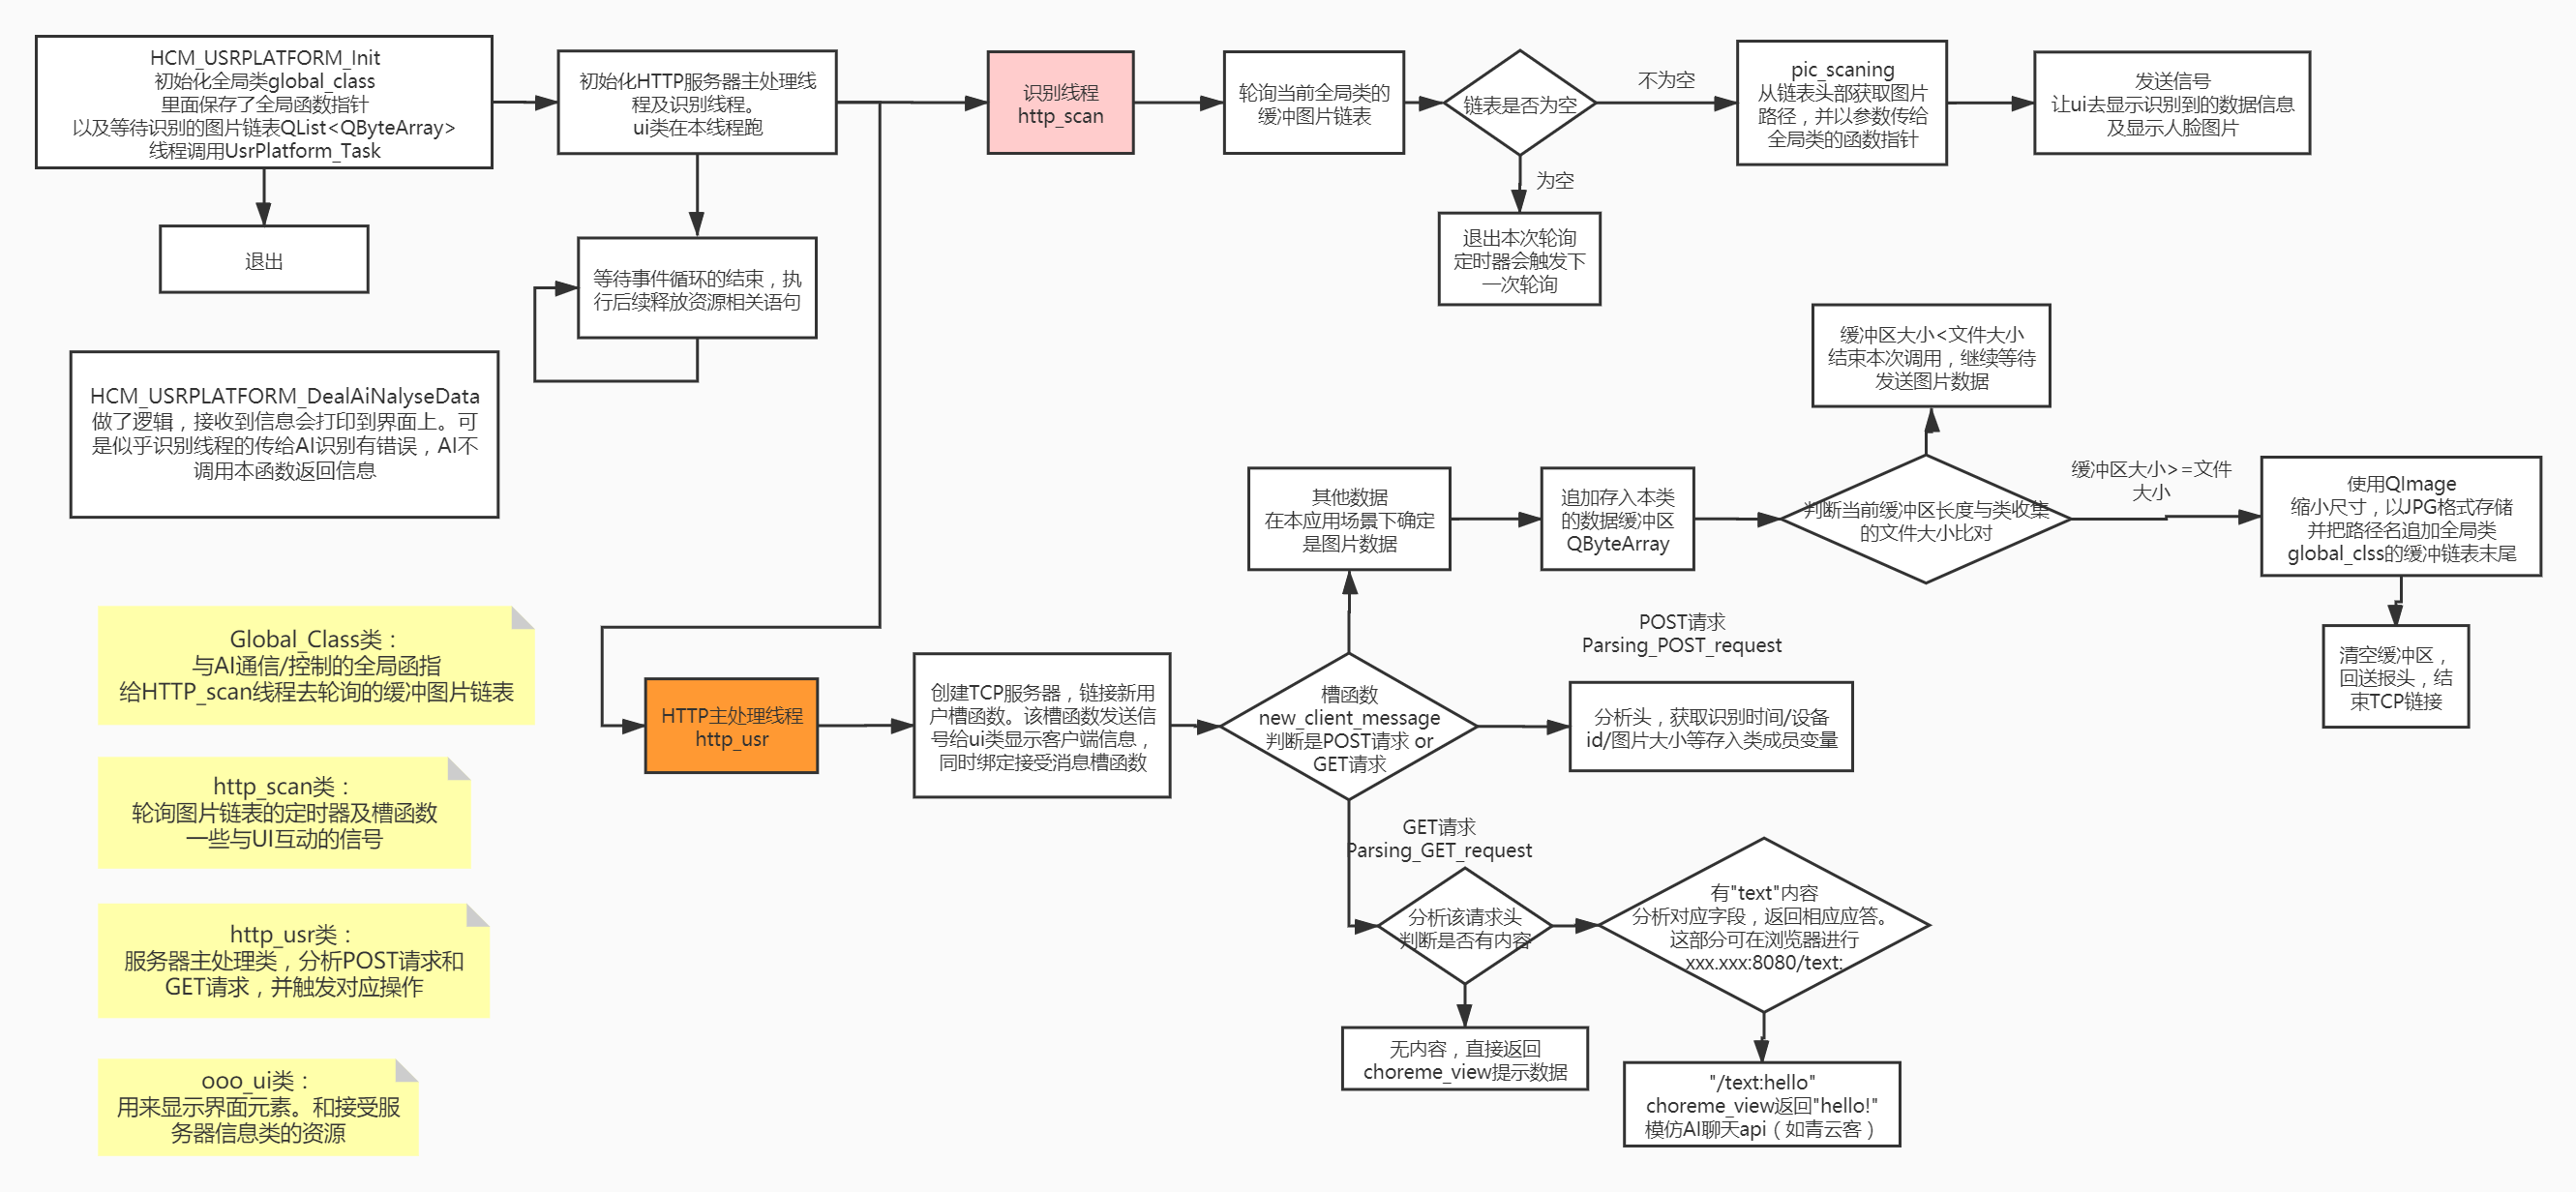 HCM_USRPLATFORM_Init
初始化全局类global_class
里面保存了全局函数指针
以及等待识别的图片链表QList<QByteArray>
线程调用UsrPlatform_Task
退出
初始化HTTP服务器主处理线
程及识别线程。
ui类在本线程跑
等待事件循环的结束，执
行后续释放资源相关语句
识别线程
http_scan
轮询当前全局类的
缓冲图片链表
链表是否为空
不为空
为空
退出本次轮询
定时器会触发下
一次轮询
pic_scaning
从链表头部获取图片
路径，并以参数传给
全局类的函数指针
发送信号
让ui去显示识别到的数据信息
及显示人脸图片
HCM_USRPLATFORM_DealAiNalyseData
做了逻辑，接收到信息会打印到界面上。可
是似乎识别线程的传给AI识别有错误，AI不
调用本函数返回信息
缓冲区大小<文件大小
结束本次调用，继续等待
发送图片数据
其他数据
在本应用场景下确定
是图片数据
追加存入本类
的数据缓冲区
QByteArray
判断当前缓冲区长度与类收集
的文件大小比对
缓冲区大小>=文件
大小
使用QImage
缩小尺寸，以JPG格式存储
并把路径名追加全局类
global_clss的缓冲链表末尾
清空缓冲区，
回送报头，结
束TCP链接
Global_Class类：
与AI通信/控制的全局函指
给HTTP_scan线程去轮询的缓冲图片链表
http_scan类：
轮询图片链表的定时器及槽函数
一些与UI互动的信号
http_usr类：
服务器主处理类，分析POST请求和
GET请求，并触发对应操作
ooo_ui类：
用来显示界面元素。和接受服
务器信息类的资源
HTTP主处理线程
http_usr
创建TCP服务器，链接新用
户槽函数。该槽函数发送信
号给ui类显示客户端信息，
同时绑定接受消息槽函数
槽函数
new_client_message
判断是POST请求 or
GET请求
POST请求
Parsing_POST_request
分析头，获取识别时间/设备
id/图片大小等存入类成员变量
GET请求
Parsing_GET_request
分析该请求头
判断是否有内容
有"text"内容
分析对应字段，返回相应应答。
这部分可在浏览器进行
xxx.xxx:8080/text:
无内容，直接返回
choreme_view提示数据
"/text:hello"
choreme_view返回"hello!"
模仿AI聊天api（如青云客）